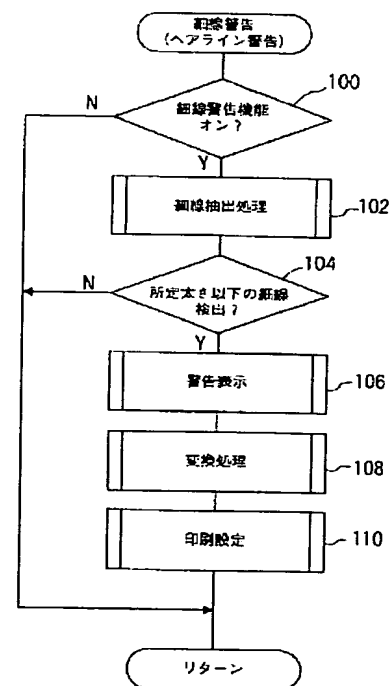 細線警告
(ヘアライン警告)
100
N
細線警告機能
オン?
Y
細線抽出処理
102
104
N
所定太さ以下の細線
検出?
Y
警告表示
106
変換処理
108
印刷設定
110
リターン